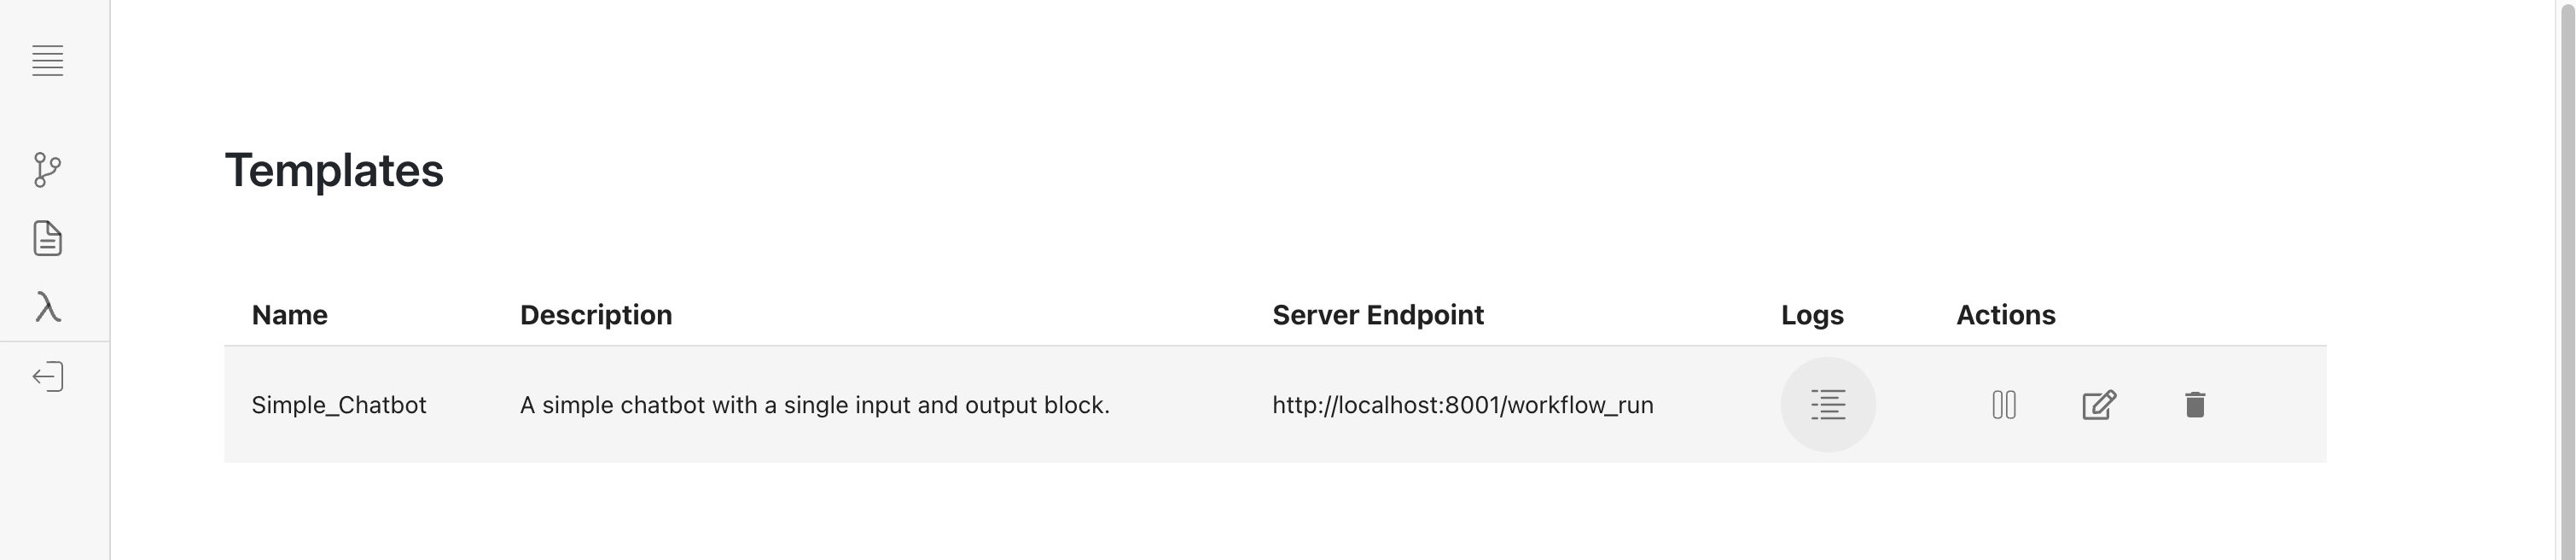 Templates
Name Description Server Endpoint Logs Actions
Simple_Chatbot A simple chatbot with a single input and output block. http://localhost:8001/workflow_run